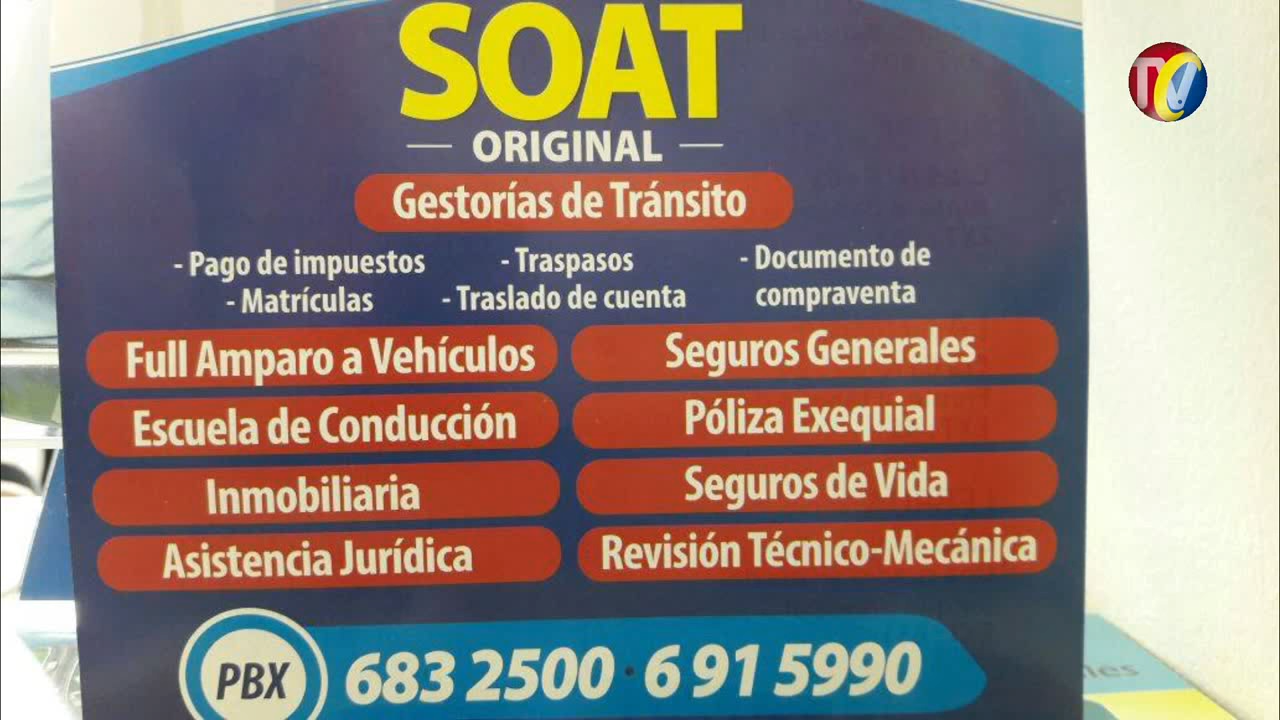 SOAT
ORIGINAL
Gestorías de Tránsito
- Pago de impuestos - Traspasos - Documento de compraventa
- Matrículas - Traslado de cuenta
Full Amparo a Vehículos
Seguros Generales
Escuela de Conducción
Póliza Exequial
Inmobiliaria
Seguros de Vida
Asistencia Jurídica
Revisión Técnico-Mecánica
PBX 683 2500 · 691 5990
TVC